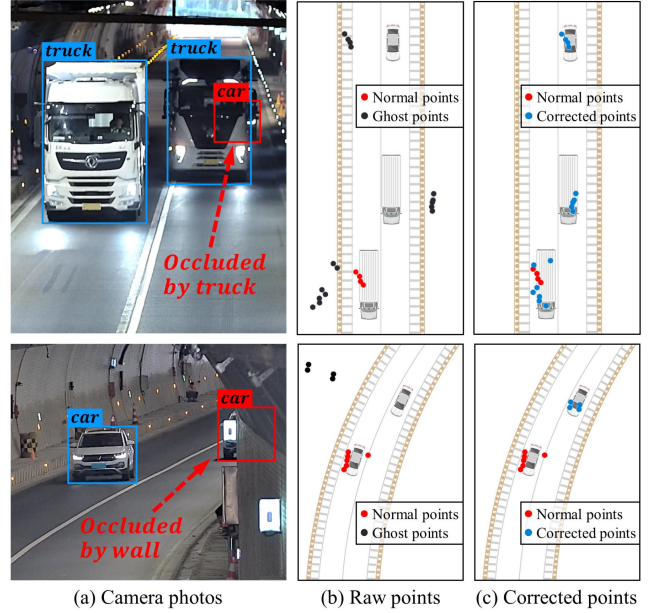 truck
truck
car
Occluded
by truck
Normal points
Ghost points
Normal points
Corrected points
car
car
Occluded
by wall
Normal points
Ghost points
Normal points
Corrected points
(a) Camera photos
(b) Raw points
(c) Corrected points